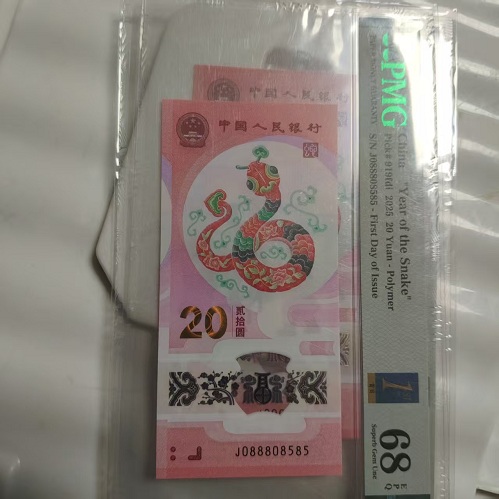 中国人民银行
中国人民银行
20
贰拾圆
J088808585
PMG
China "Year of the Snake"
Pick# 919fdi 2025 20 Yuan - Polymer
S/N J088808585 - First Day of Issue
68
EPQ
Superb Gem Unc